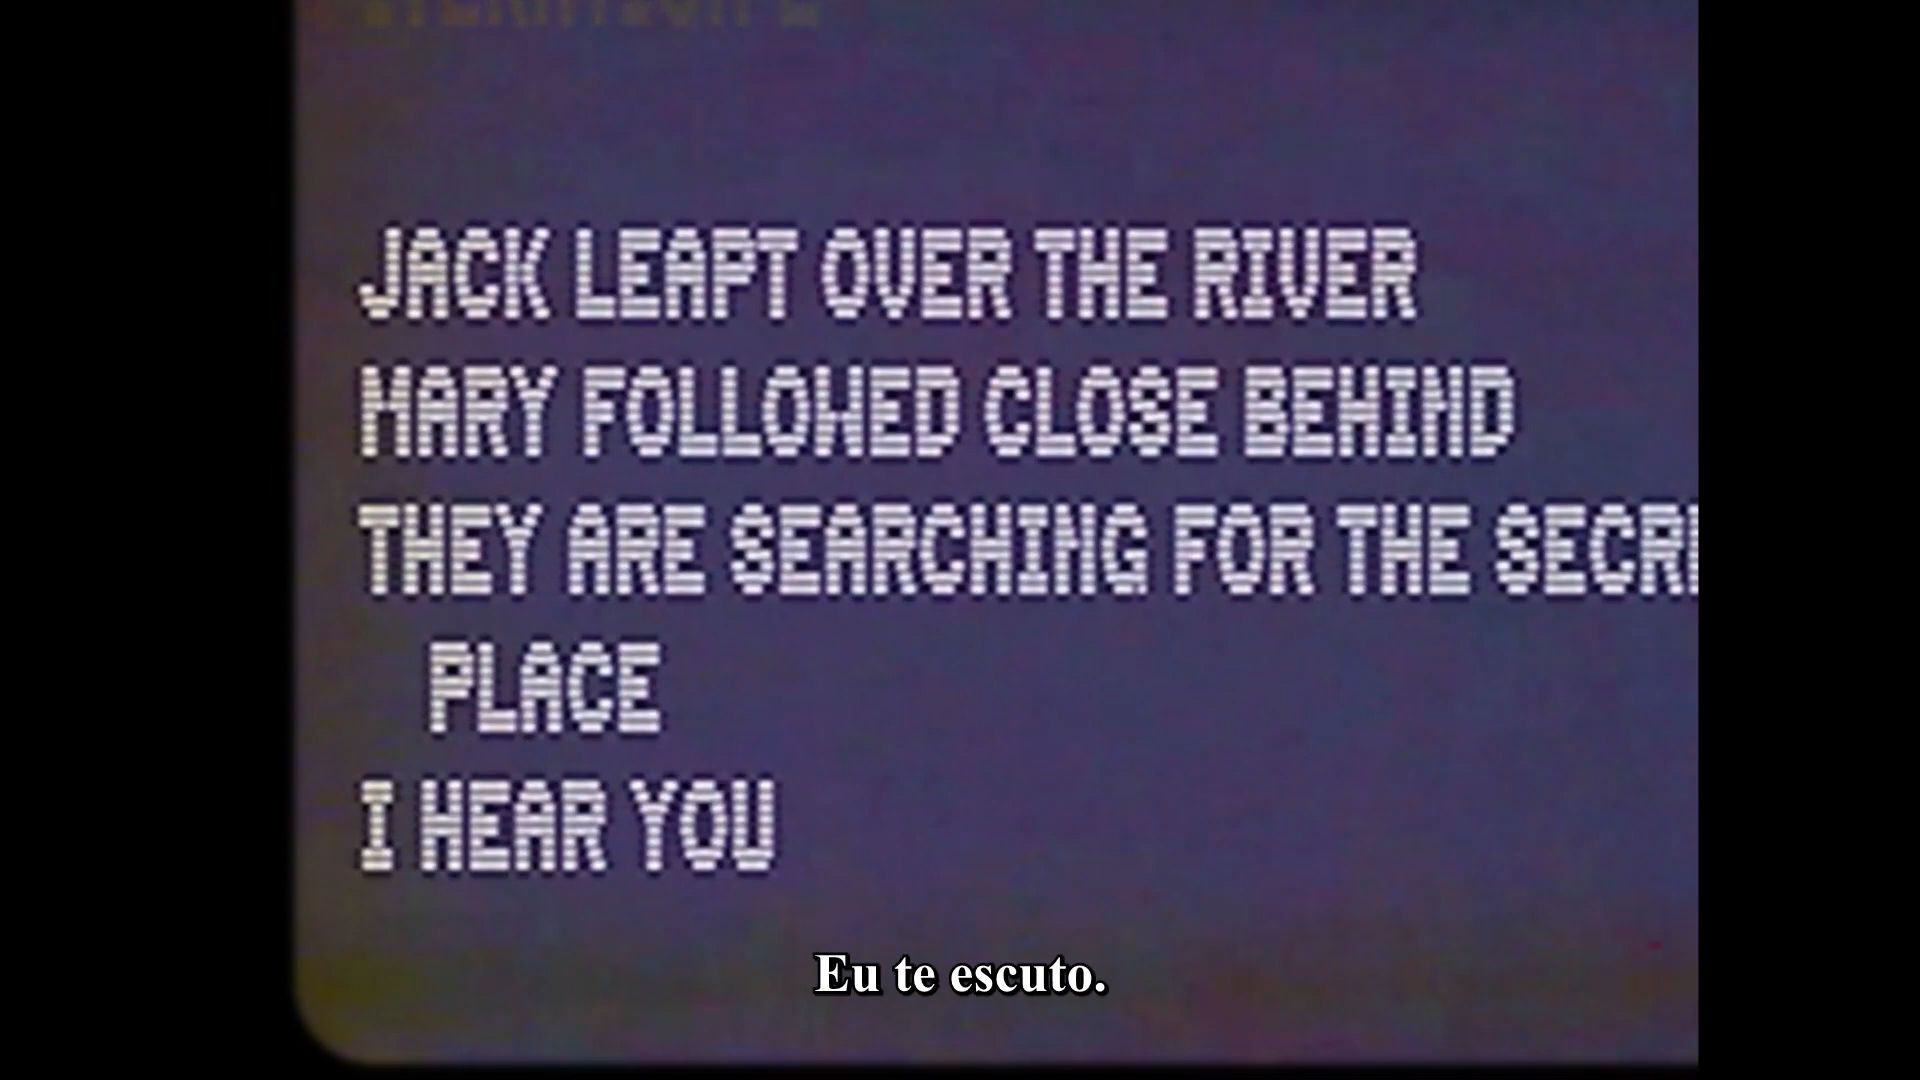 JACK LEAPT OVER THE RIVER
MARY FOLLOWED CLOSE BEHIND
THEY ARE SEARCHING FOR THE SECR
PLACE
I HEAR YOU
Eu te escuto.